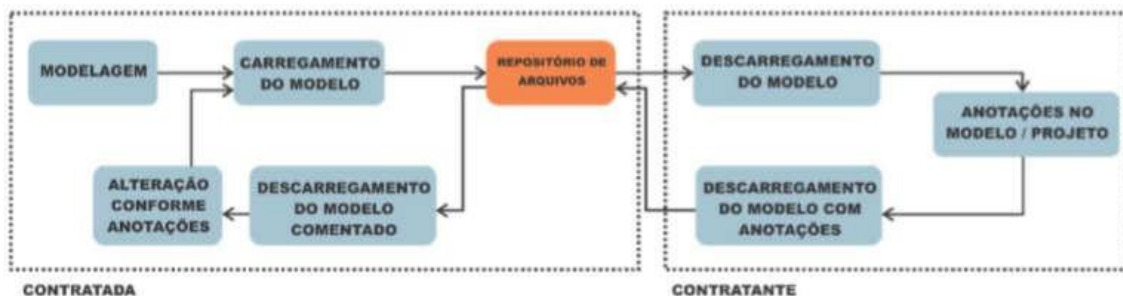 MODELAGEM
CARREGAMENTO
DO MODELO
REPOSITÓRIO DE
ARQUIVOS
DESCARREGAMENTO
DO MODELO
ANOTAÇÕES NO
MODELO / PROJETO
ALTERAÇÃO
CONFORME
ANOTAÇÕES
DESCARREGAMENTO
DO MODELO
COMENTADO
DESCARREGAMENTO
DO MODELO COM
ANOTAÇÕES
CONTRATADA
CONTRATANTE